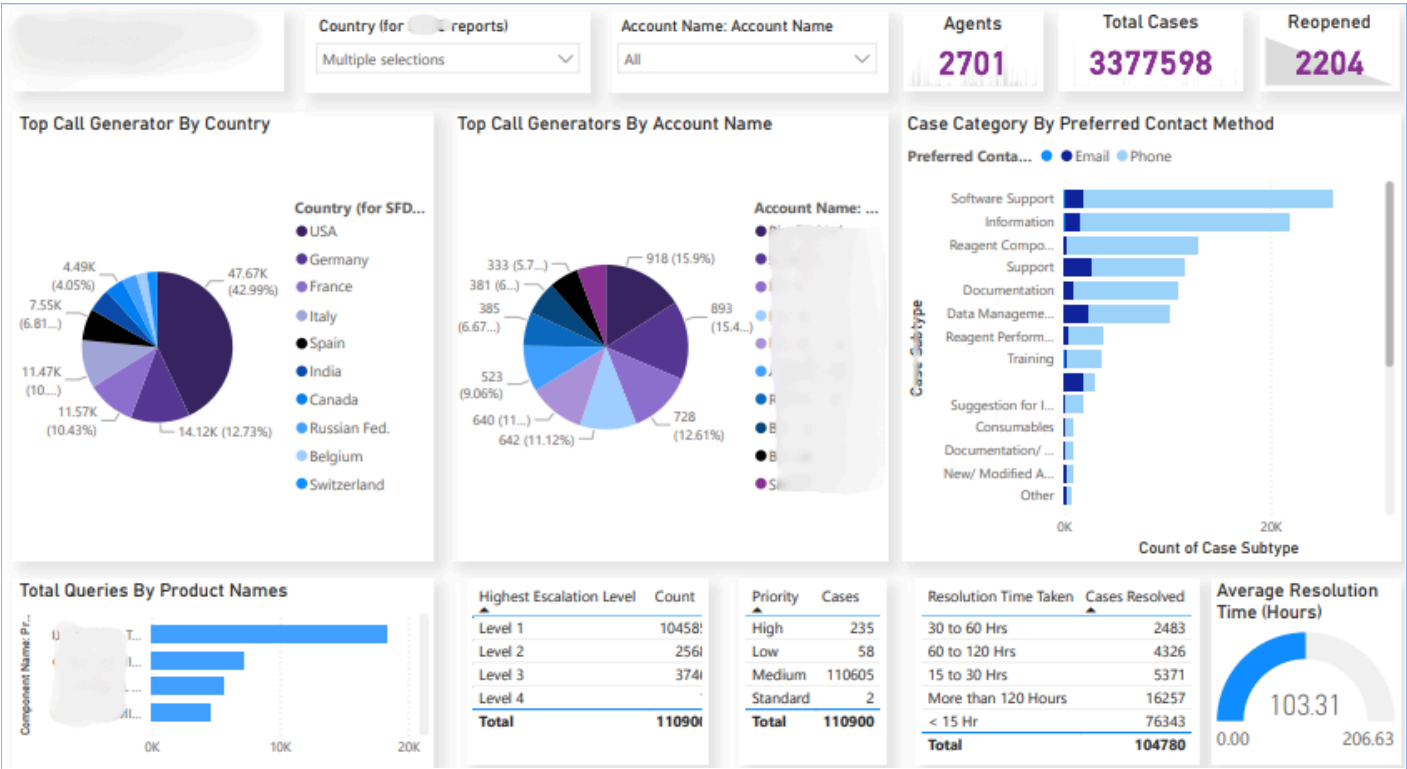 Country (for reports)
Multiple selections
Account Name: Account Name
All
Agents
2701
Total Cases
3377598
Reopened
2204
Top Call Generator By Country
47.67K
(42.99%)
14.12K (12.73%)
11.57K
(10.43%)
11.47K
(10....)
7.55K
(6.81...)
4.49K
(4.05%)
Country (for SFD...
USA
Germany
France
Italy
Spain
India
Canada
Russian Fed.
Belgium
Switzerland
Top Call Generators By Account Name
918 (15.9%)
893
(15.4...)
728
(12.61%)
642 (11.12%)
640 (11...)
523
(9.06%)
385
(6.67...)
381 (6...)
333 (5.7...)
Account Name: ...
Case Category By Preferred Contact Method
Preferred Conta... Email Phone
Case Subtype
Software Support
Information
Reagent Compo...
Support
Documentation
Data Manageme...
Reagent Perform...
Training
Suggestion for I...
Consumables
Documentation/ ...
New/ Modified A...
Other
0K 20K
Count of Case Subtype
Total Queries By Product Names
Component Name: Pr...
0K 10K 20K
Highest Escalation Level Count
Level 1 10458
Level 2 256
Level 3 374
Level 4
Total 11090
Priority Cases
High 235
Low 58
Medium 110605
Standard 2
Total 110900
Resolution Time Taken Cases Resolved
30 to 60 Hrs 2483
60 to 120 Hrs 4326
15 to 30 Hrs 5371
More than 120 Hours 16257
< 15 Hr 76343
Total 104780
Average Resolution
Time (Hours)
103.31
0.00 206.63